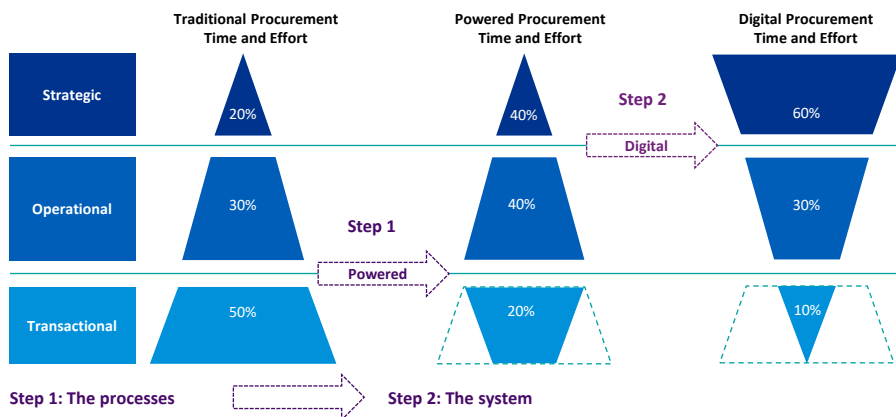 Traditional Procurement
Time and Effort
Powered Procurement
Time and Effort
Digital Procurement
Time and Effort
Strategic
20%
40%
Step 2
Digital
60%
Operational
30%
Step 1
Powered
40%
30%
Transactional
50%
20%
10%
Step 1: The processes
Step 2: The system